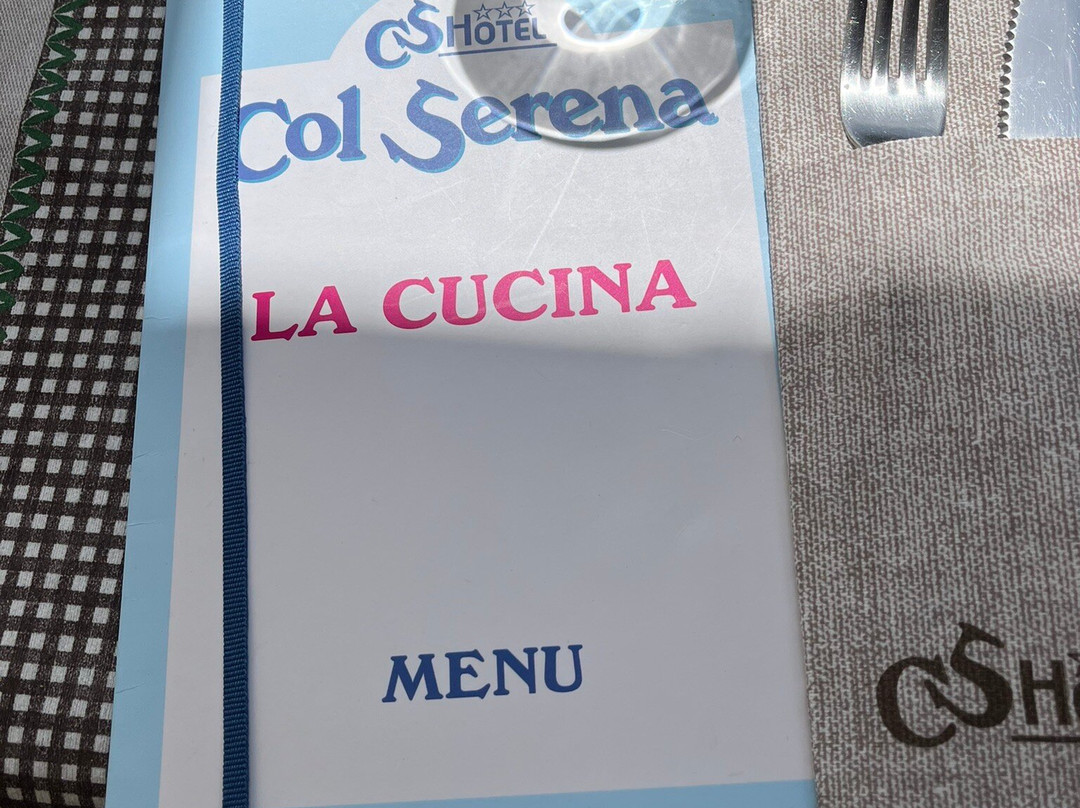 CS HOTEL
Col Serena
LA CUCINA
MENU
CS H